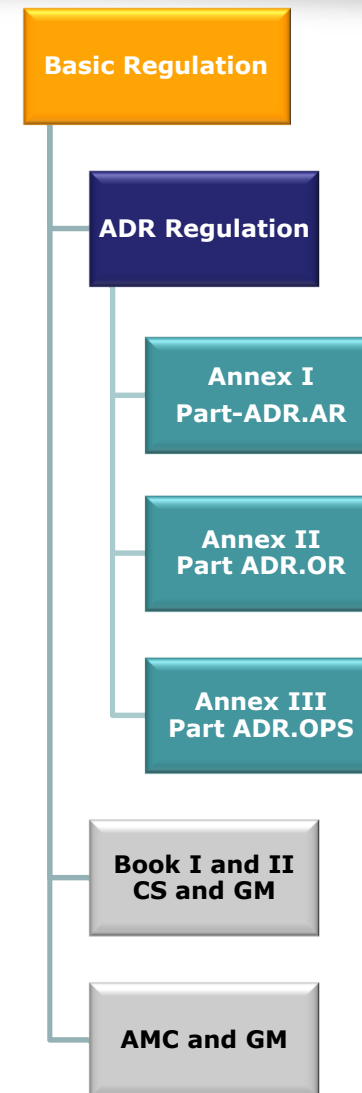 Basic Regulation
ADR Regulation
Annex I
Part-ADR.AR
Annex II
Part ADR.OR
Annex III
Part ADR.OPS
Book I and II
CS and GM
AMC and GM